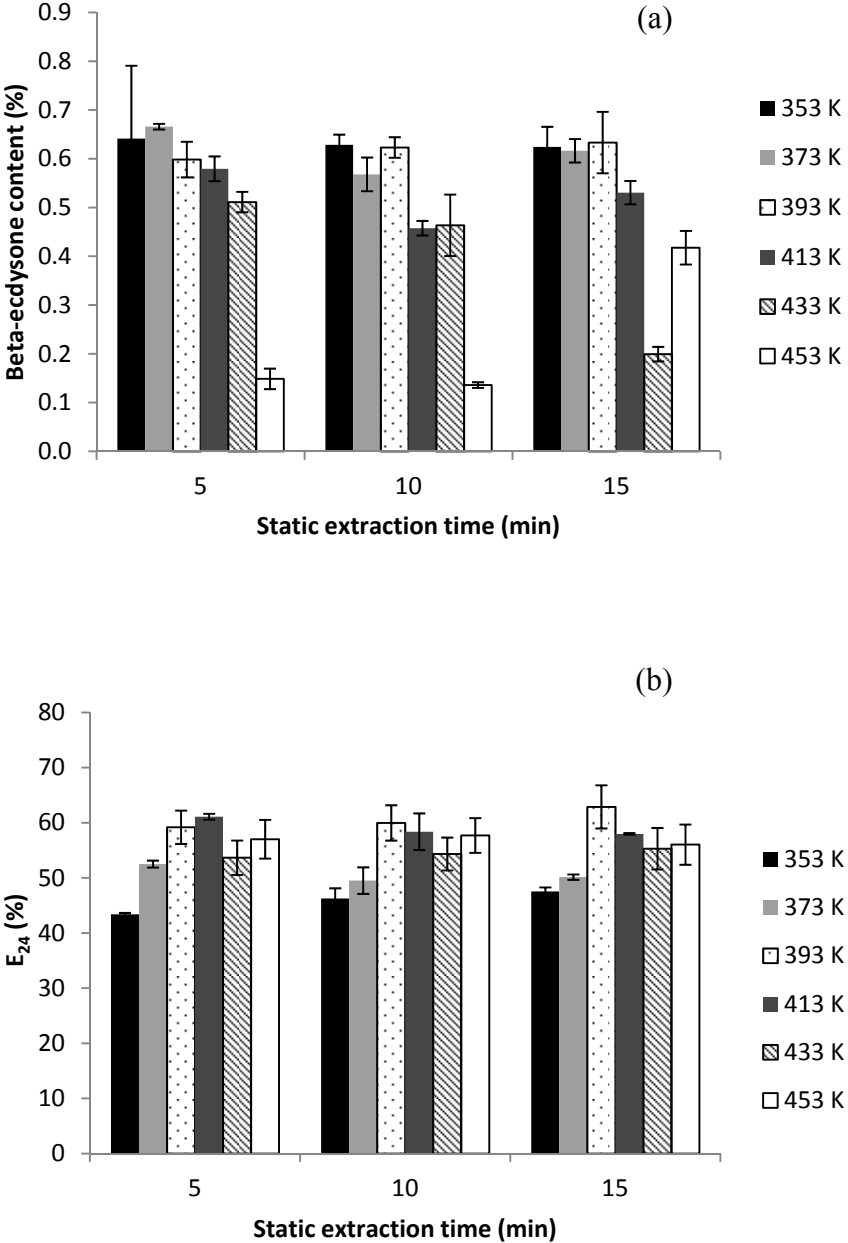 (a)
Beta-ecdysone content (%)
0.9
0.8
0.7
0.6
0.5
0.4
0.3
0.2
0.1
0.0
5 10 15
Static extraction time (min)
353 K
373 K
393 K
413 K
433 K
453 K
(b)
E24 (%)
80
70
60
50
40
30
20
10
0
5 10 15
Static extraction time (min)
353 K
373 K
393 K
413 K
433 K
453 K